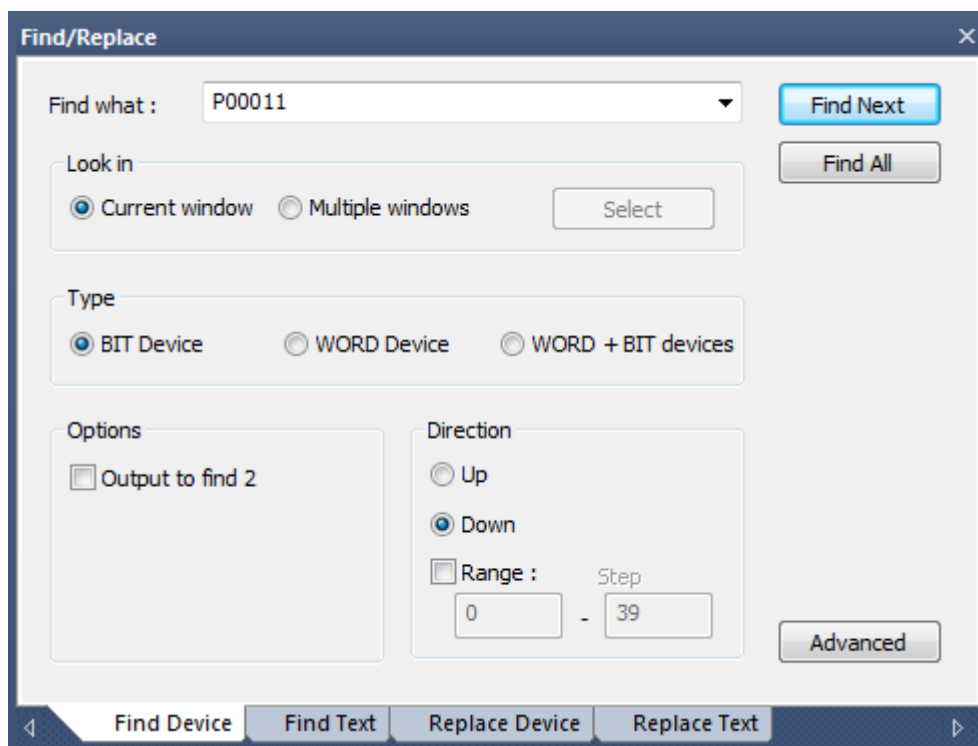 Find/Replace
Find what :
P00011
Find Next
Look in
Find All
Current window Multiple windows Select
Type
BIT Device WORD Device WORD + BIT devices
Options
Direction
Output to find 2
Up
Down
Range : Step
0 - 39
Advanced
Find Device Find Text Replace Device Replace Text